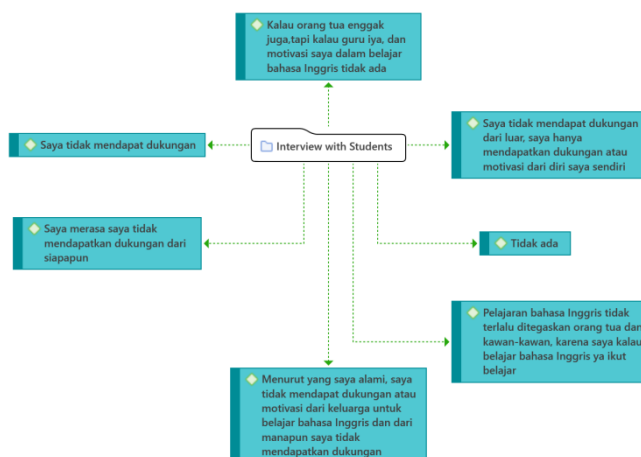 Kalau orang tua enggak
juga,tapi kalau guru iya, dan
motivasi saya dalam belajar
bahasa Inggris tidak ada
Saya tidak mendapat dukungan
Interview with Students
Saya tidak mendapat dukungan
dari luar, saya hanya
mendapatkan dukungan atau
motivasi dari diri saya sendiri
Saya merasa saya tidak
mendapatkan dukungan dari
siapapun
Tidak ada
Pelajaran bahasa Inggris tidak
terlalu ditegaskan orang tua dan
kawan-kawan, karena saya kalau
belajar bahasa Inggris ya ikut
belajar
Menurut yang saya alami, saya
tidak mendapat dukungan atau
motivasi dari keluarga untuk
belajar bahasa Inggris dan dari
manapun saya tidak
mendapatkan dukungan